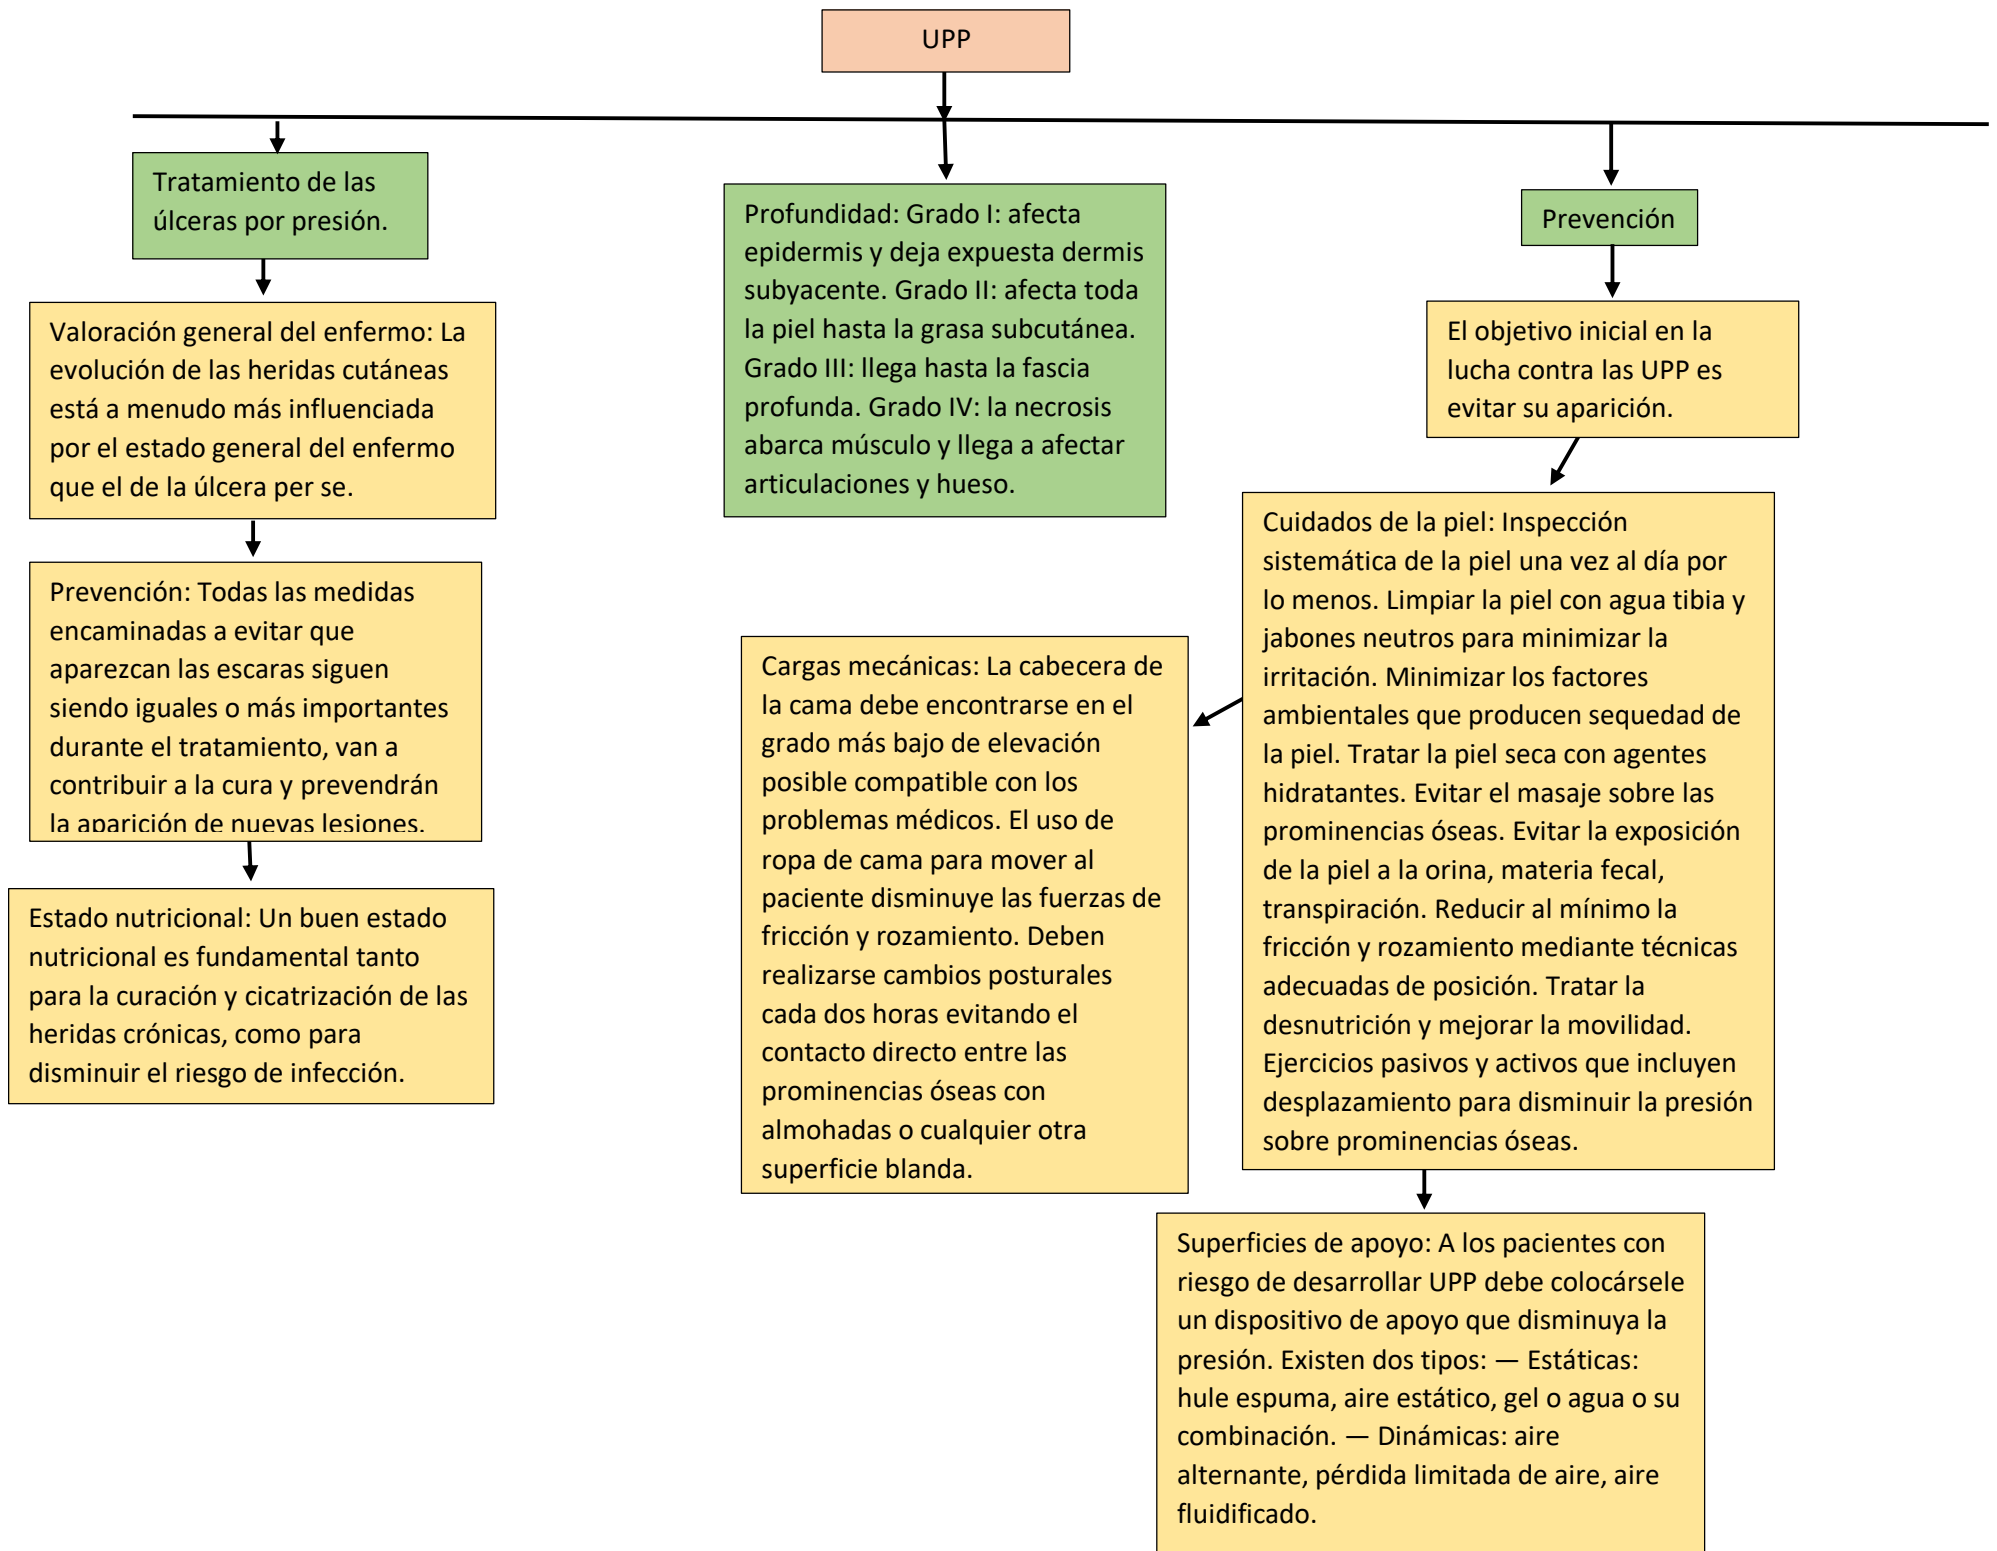 UPP
Tratamiento de las
úlceras por presión.
Valoración general del enfermo: La
evolución de las heridas cutáneas
está a menudo más influenciada
por el estado general del enfermo
que el de la úlcera per se.
Prevención: Todas las medidas
encaminadas a evitar que
aparezcan las escaras siguen
siendo iguales o más importantes
durante el tratamiento, van a
contribuir a la cura y prevendrán
la aparición de nuevas lesiones.
Estado nutricional: Un buen estado
nutricional es fundamental tanto
para la curación y cicatrización de las
heridas crónicas, como para
disminuir el riesgo de infección.
Profundidad: Grado I: afecta
epidermis y deja expuesta dermis
subyacente. Grado II: afecta toda
la piel hasta la grasa subcutánea.
Grado III: llega hasta la fascia
profunda. Grado IV: la necrosis
abarca músculo y llega a afectar
articulaciones y hueso.
Prevención
El objetivo inicial en la
lucha contra las UPP es
evitar su aparición.
Cuidados de la piel: Inspección
sistemática de la piel una vez al día por
lo menos. Limpiar la piel con agua tibia y
jabones neutros para minimizar la
irritación. Minimizar los factores
ambientales que producen sequedad de
la piel. Tratar la piel seca con agentes
hidratantes. Evitar el masaje sobre las
prominencias óseas. Evitar la exposición
de la piel a la orina, materia fecal,
transpiración. Reducir al mínimo la
fricción y rozamiento mediante técnicas
adecuadas de posición. Tratar la
desnutrición y mejorar la movilidad.
Ejercicios pasivos y activos que incluyen
desplazamiento para disminuir la presión
sobre prominencias óseas.
Cargas mecánicas: La cabecera de
la cama debe encontrarse en el
grado más bajo de elevación
posible compatible con los
problemas médicos. El uso de
ropa de cama para mover al
paciente disminuye las fuerzas de
fricción y rozamiento. Deben
realizarse cambios posturales
cada dos horas evitando el
contacto directo entre las
prominencias óseas con
almohadas o cualquier otra
superficie blanda.
Superficies de apoyo: A los pacientes con
riesgo de desarrollar UPP debe colocársele
un dispositivo de apoyo que disminuya la
presión. Existen dos tipos: — Estáticas:
hule espuma, aire estático, gel o agua o su
combinación. — Dinámicas: aire
alternante, pérdida limitada de aire, aire
fluidificado.